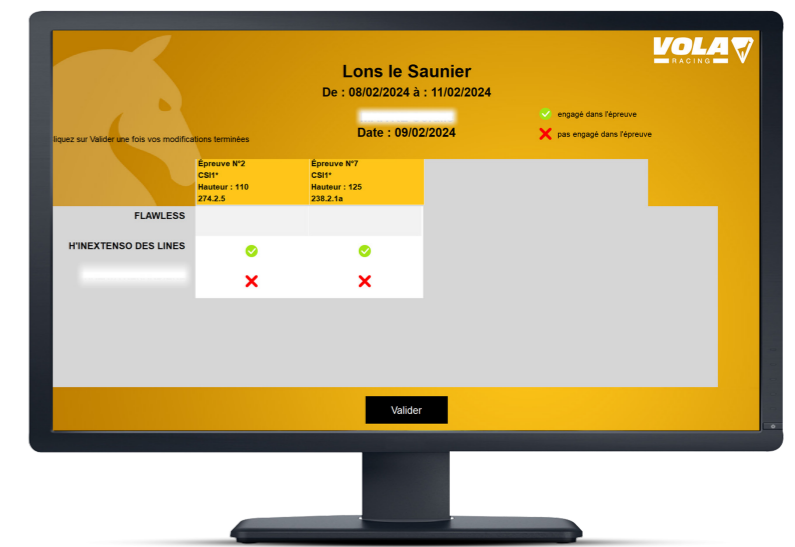 VOLA
RACING
Lons le Saunier
De : 08/02/2024 à : 11/02/2024
Date : 09/02/2024
engagé dans l'épreuve
pas engagé dans l'épreuve
liquez sur Valider une fois vos modifications terminées
Épreuve N°2
CSI1*
Hauteur : 110
274.2.5
Épreuve N°7
CSI1*
Hauteur : 125
238.2.1a
FLAWLESS
H'INEXTENSO DES LINES
Valider